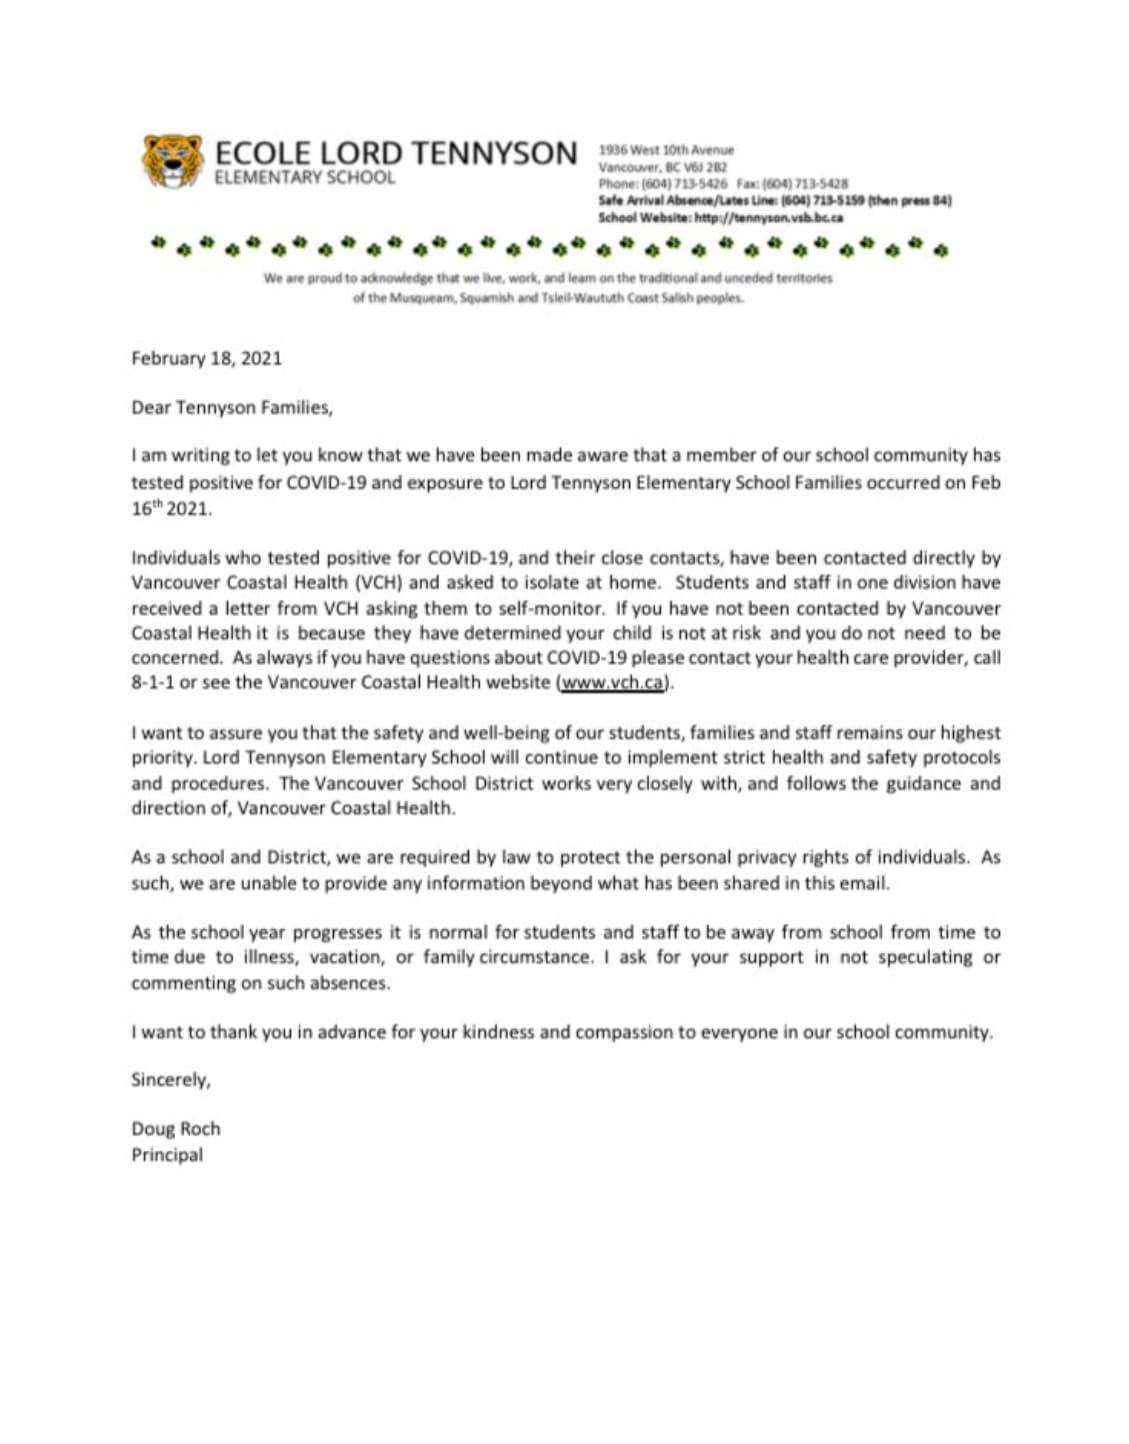 ECOLE LORD TENNYSON
ELEMENTARY SCHOOL
1936 West 10th Avenue
Vancouver, BC V6J 2B2
Phone: (604) 713-5426 Fax: (604) 713-5428
Safe Arrival Absence/Lates Line: (604) 713-5159 (then press 84)
School Website: http://tennyson.vsb.bc.ca
We are proud to acknowledge that we live, work, and learn on the traditional and unceded territories
of the Musqueam, Squamish and Tsleil-Waututh Coast Salish peoples.
February 18, 2021
Dear Tennyson Families,
I am writing to let you know that we have been made aware that a member of our school community has
tested positive for COVID-19 and exposure to Lord Tennyson Elementary School Families occurred on Feb
16th 2021.
Individuals who tested positive for COVID-19, and their close contacts, have been contacted directly by
Vancouver Coastal Health (VCH) and asked to isolate at home. Students and staff in one division have
received a letter from VCH asking them to self-monitor. If you have not been contacted by Vancouver
Coastal Health it is because they have determined your child is not at risk and you do not need to be
concerned. As always if you have questions about COVID-19 please contact your health care provider, call
8-1-1 or see the Vancouver Coastal Health website (www.vch.ca).
I want to assure you that the safety and well-being of our students, families and staff remains our highest
priority. Lord Tennyson Elementary School will continue to implement strict health and safety protocols
and procedures. The Vancouver School District works very closely with, and follows the guidance and
direction of, Vancouver Coastal Health.
As a school and District, we are required by law to protect the personal privacy rights of individuals. As
such, we are unable to provide any information beyond what has been shared in this email.
As the school year progresses it is normal for students and staff to be away from school from time to
time due to illness, vacation, or family circumstance. I ask for your support in not speculating or
commenting on such absences.
I want to thank you in advance for your kindness and compassion to everyone in our school community.
Sincerely,
Doug Roch
Principal